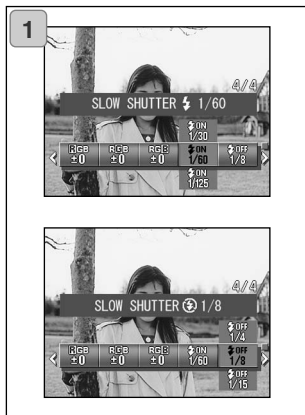 1
4/4
SLOW SHUTTER 1/60
ON
1/30
RGB RGB RGB ON OFF
±0 ±0 ±0 1/60 1/8
ON
1/125
4/4
SLOW SHUTTER 1/8
OFF
1/4
RGB RGB RGB ON OFF
±0 ±0 ±0 1/60 1/8
OFF
1/15